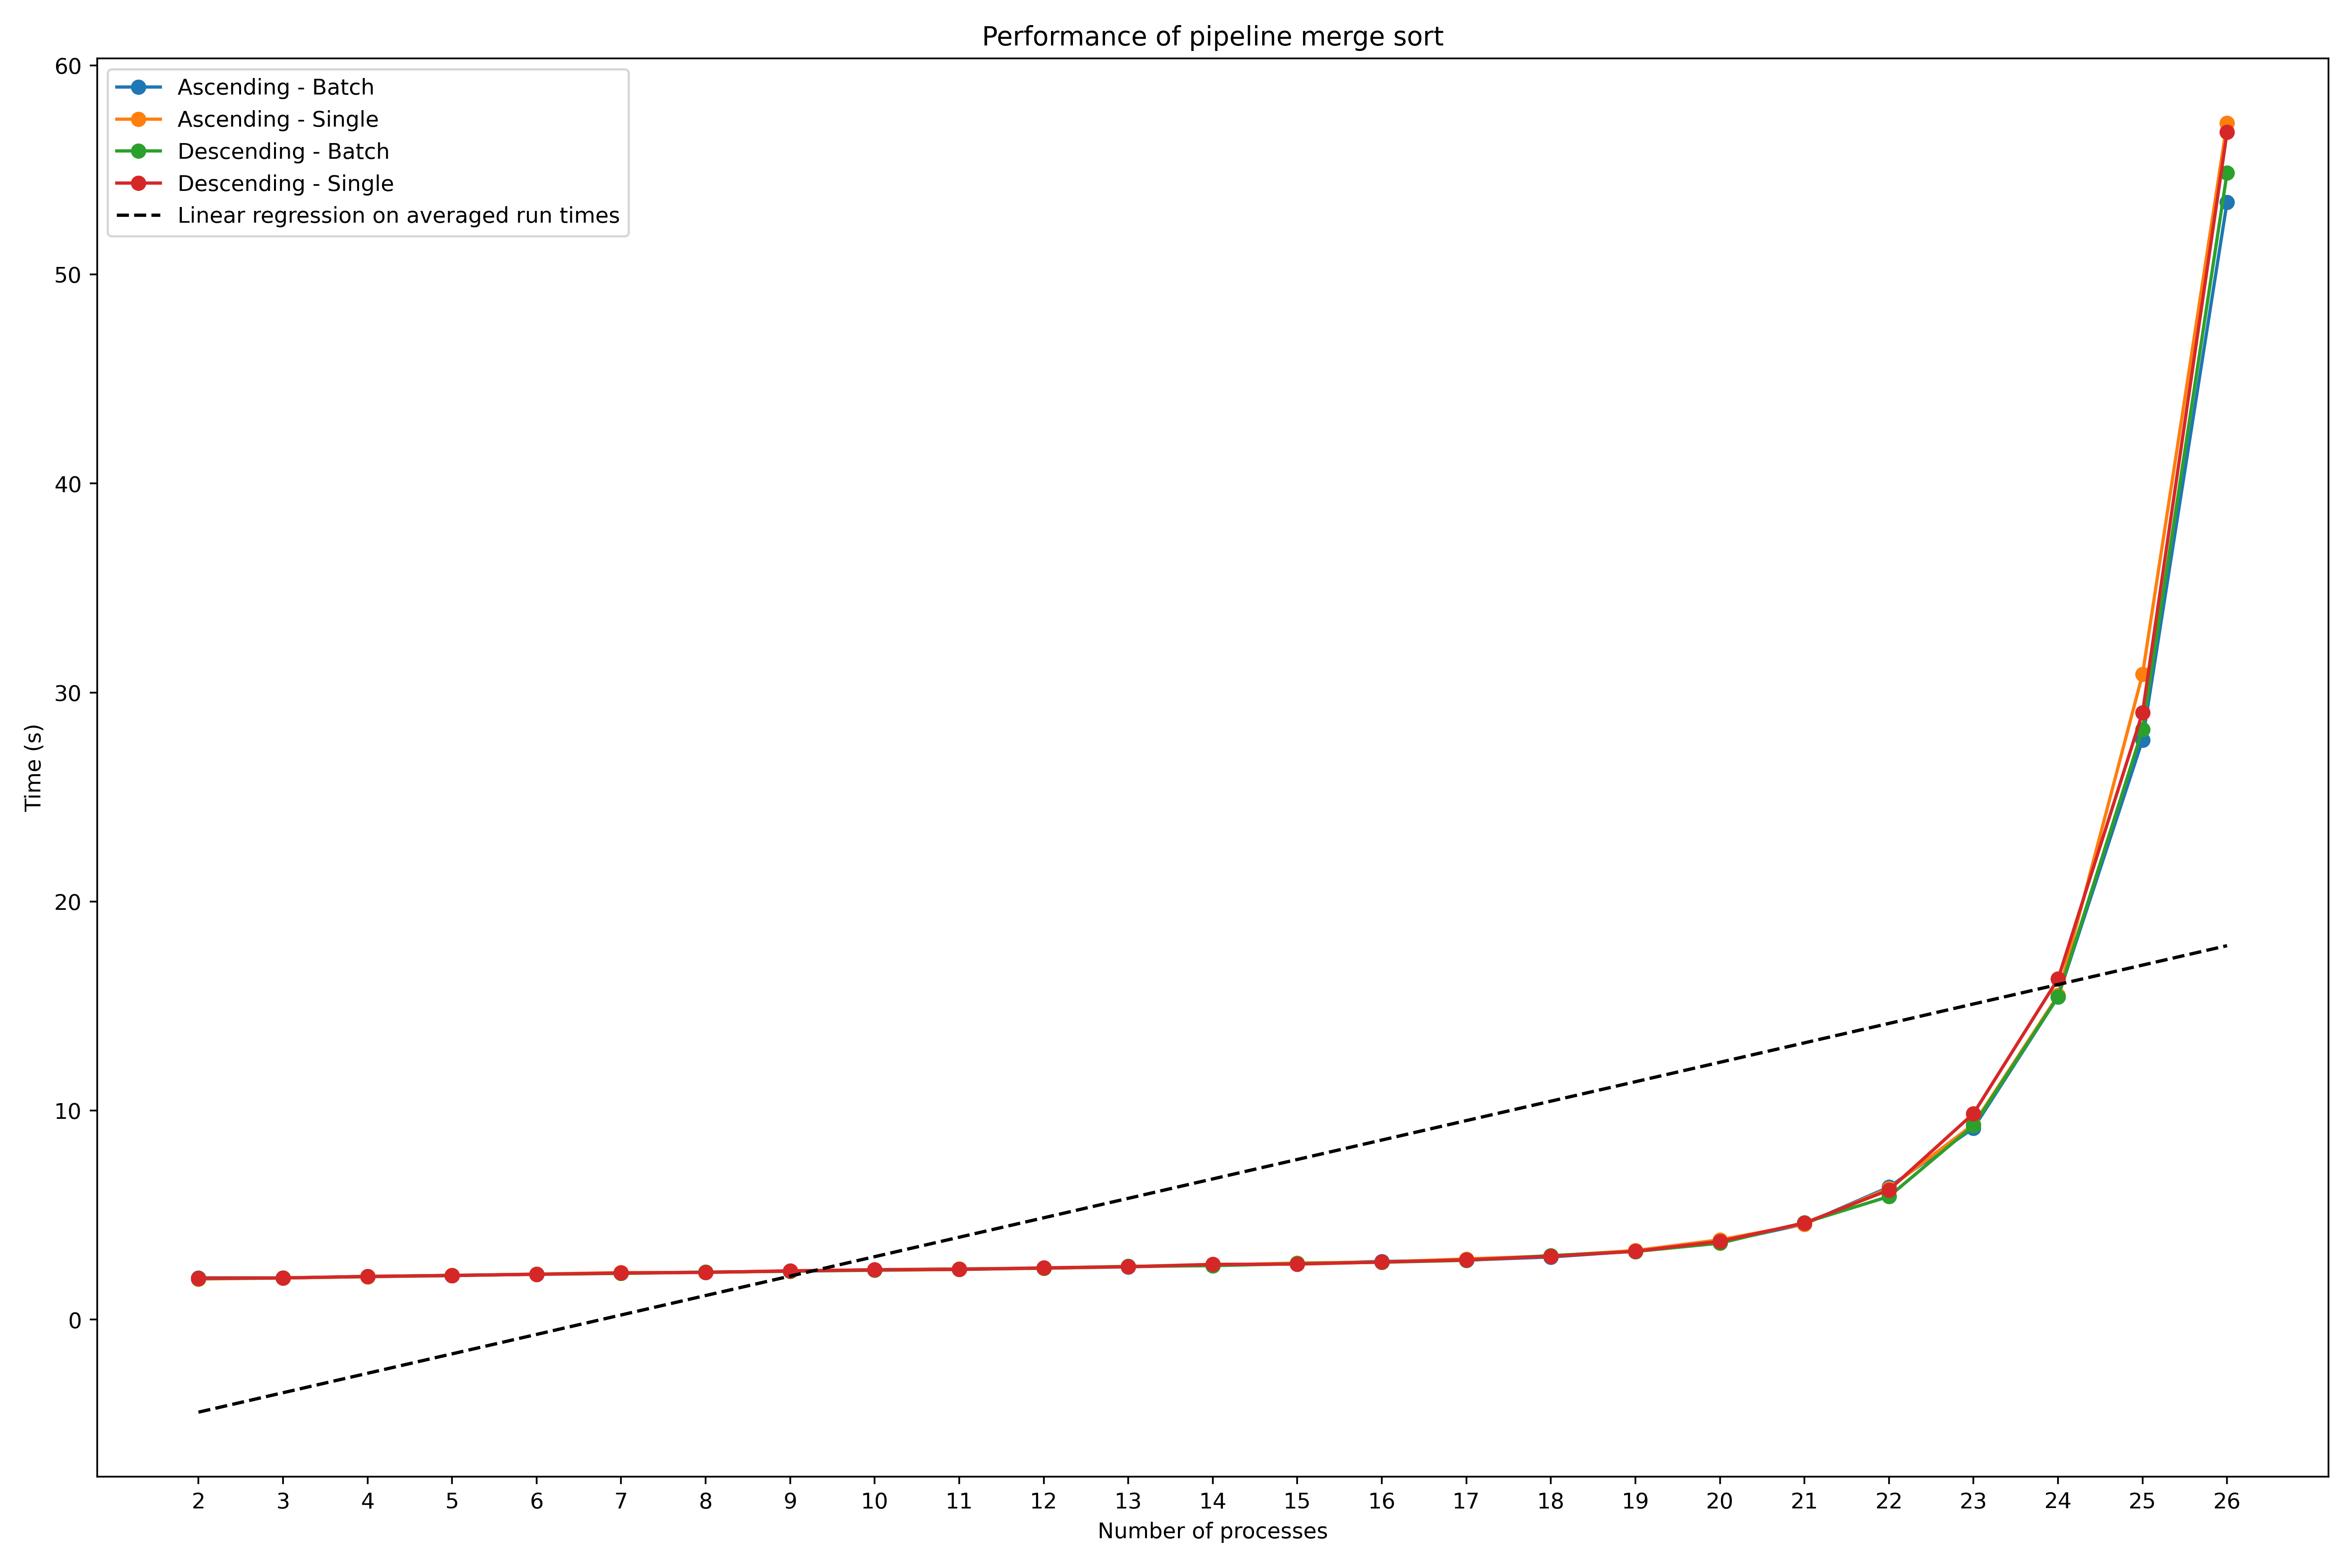 Performance of pipeline merge sort
60
Ascending - Batch
Ascending - Single
Descending - Batch
Descending - Single
Linear regression on averaged run times
50
40
30
20
10
0
Time (s)
2 3 4 5 6 7 8 9 10 11 12 13 14 15 16 17 18 19 20 21 22 23 24 25 26
Number of processes